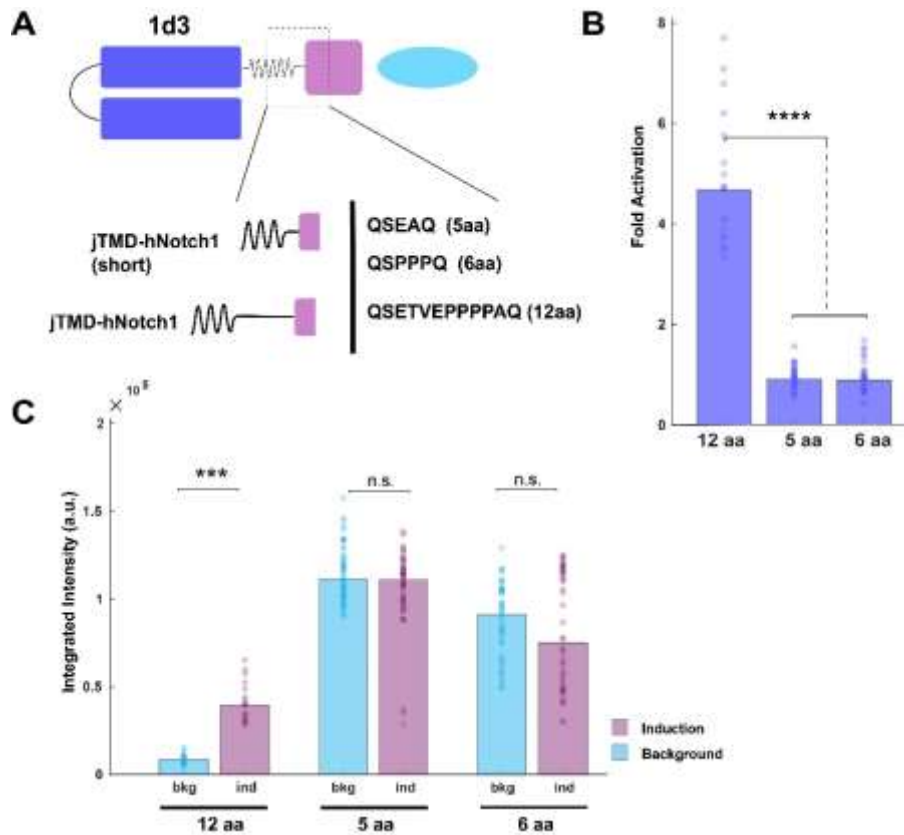 A
1d3
jTMD-hNotch1
(short)
jTMD-hNotch1
QSEAQ (5aa)
QSPPPQ (6aa)
QSETVEPPPPAQ (12aa)
B
Fold Activation
8
6
4
2
0
****
12 aa
5 aa
6 aa
C
× 10⁵
Integrated Intensity (a.u.)
2
1.5
1
0.5
0
***
n.s.
n.s.
bkg
ind
bkg
ind
bkg
ind
12 aa
5 aa
6 aa
Induction
Background